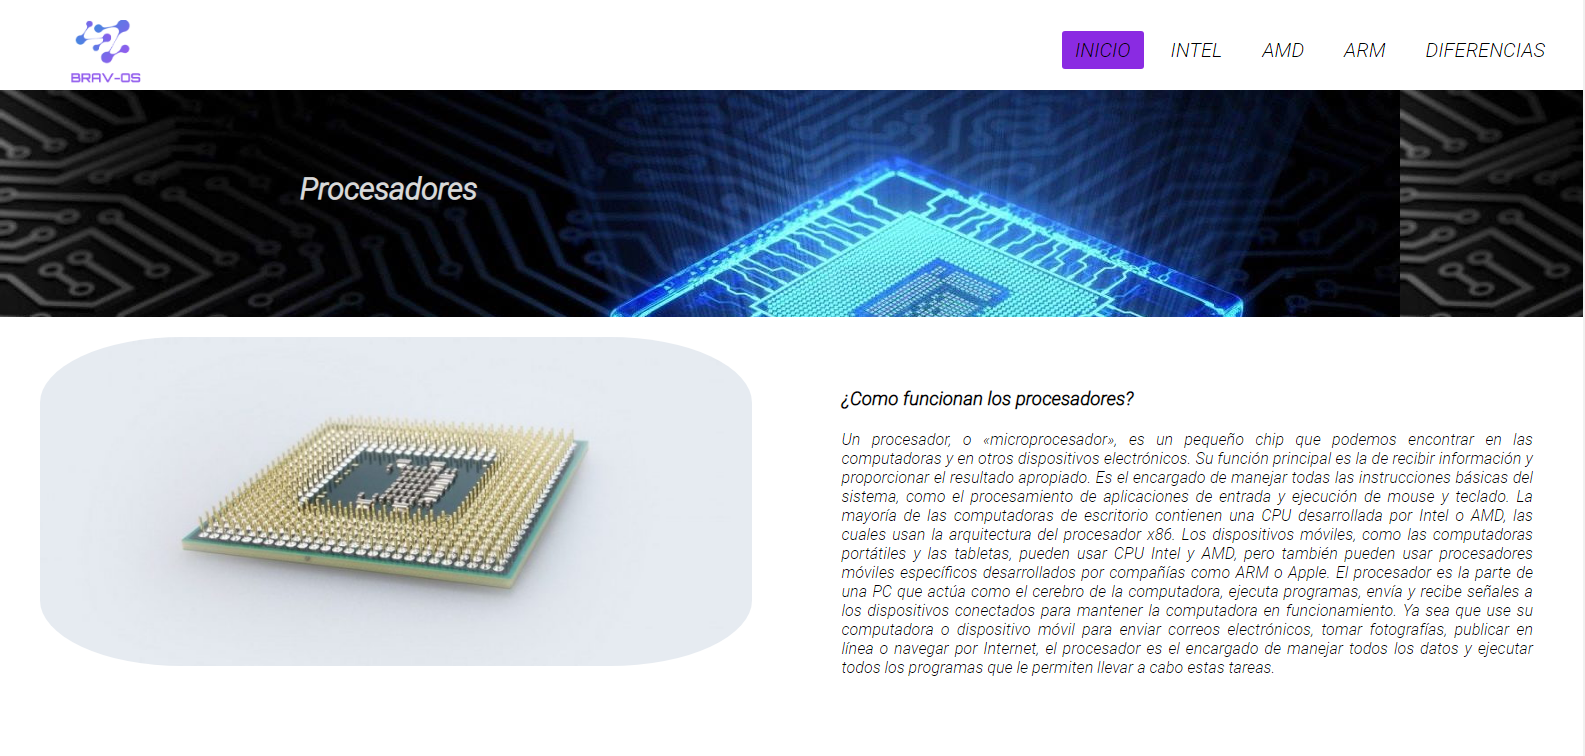 BRAV-OS
INICIO INTEL AMD ARM DIFERENCIAS
Procesadores
¿Como funcionan los procesadores?
Un procesador, o «microprocesador», es un pequeño chip que podemos encontrar en las
computadoras y en otros dispositivos electrónicos. Su función principal es la de recibir información y
proporcionar el resultado apropiado. Es el encargado de manejar todas las instrucciones básicas del
sistema, como el procesamiento de aplicaciones de entrada y ejecución de mouse y teclado. La
mayoría de las computadoras de escritorio contienen una CPU desarrollada por Intel o AMD, las
cuales usan la arquitectura del procesador x86. Los dispositivos móviles, como las computadoras
portátiles y las tabletas, pueden usar CPU Intel y AMD, pero también pueden usar procesadores
móviles específicos desarrollados por compañías como ARM o Apple. El procesador es la parte de
una PC que actúa como el cerebro de la computadora, ejecuta programas, envía y recibe señales a
los dispositivos conectados para mantener la computadora en funcionamiento. Ya sea que use su
computadora o dispositivo móvil para enviar correos electrónicos, tomar fotografías, publicar en
línea o navegar por Internet, el procesador es el encargado de manejar todos los datos y ejecutar
todos los programas que le permiten llevar a cabo estas tareas.